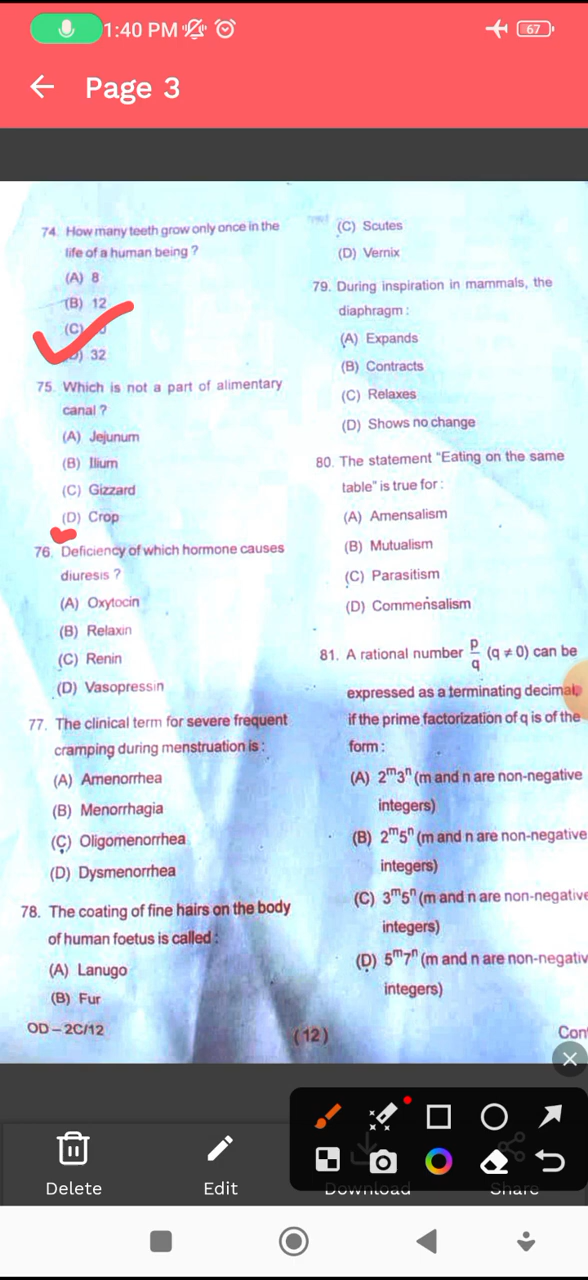 1:40 PM
67
Page 3
74. How many teeth grow only once in the
life of a human being ?
(A) 8
(B) 12
(C)
32
75. Which is not a part of alimentary
canal ?
(A) Jejunum
(B) Ilium
(C) Gizzard
(D) Crop
76. Deficiency of which hormone causes
diuresis ?
(A) Oxytocin
(B) Relaxin
(C) Renin
(D) Vasopressin
77. The clinical term for severe frequent
cramping during menstruation is :
(A) Amenorrhea
(B) Menorrhagia
(C) Oligomenorrhea
(D) Dysmenorrhea
78. The coating of fine hairs on the body
of human foetus is called :
(A) Lanugo
(B) Fur
(C) Scutes
(D) Vernix
79. During inspiration in mammals, the
diaphragm :
(A) Expands
(B) Contracts
(C) Relaxes
(D) Shows no change
80. The statement "Eating on the same
table" is true for :
(A) Amensalism
(B) Mutualism
(C) Parasitism
(D) Commensalism
81. A rational number p/q (q ≠ 0) can be
expressed as a terminating decimal,
if the prime factorization of q is of the
form :
(A) 2ᵐ3ⁿ (m and n are non-negative
integers)
(B) 2ᵐ5ⁿ (m and n are non-negative
integers)
(C) 3ᵐ5ⁿ (m and n are non-negative
integers)
(D) 5ᵐ7ⁿ (m and n are non-negativ
integers)
OD – 2C/12
(12)
Con
Delete
Edit
Download
Share